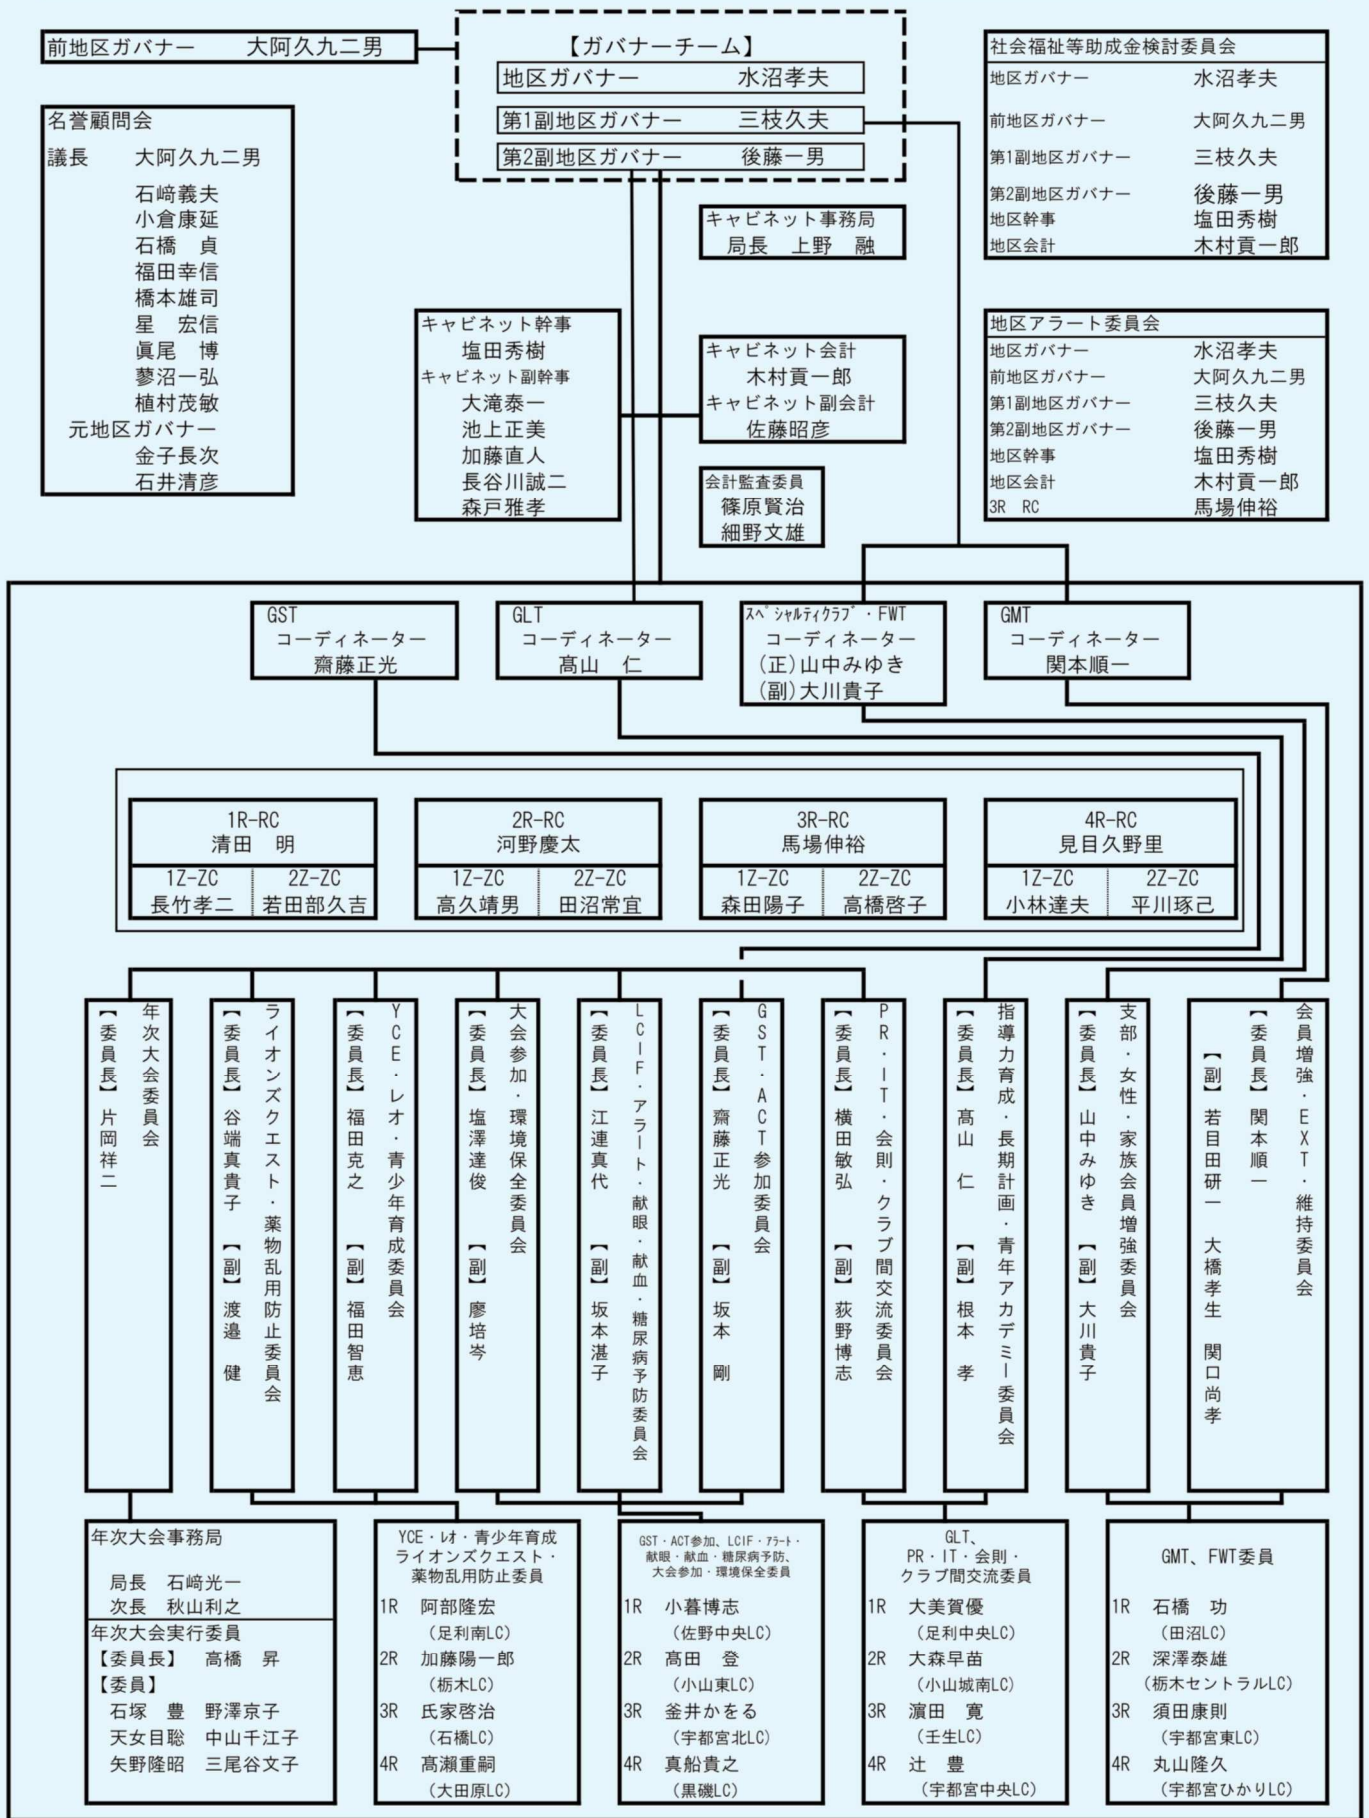 前地区ガバナー　大阿久九二男
【ガバナーチーム】
地区ガバナー　水沼孝夫
第1副地区ガバナー　三枝久夫
第2副地区ガバナー　後藤一男
名誉顧問会
議長　大阿久九二男
石﨑義夫
小倉康延
石橋　貞
福田幸信
橋本雄司
星　宏信
眞尾　博
蓼沼一弘
植村茂敏
元地区ガバナー
金子長次
石井清彦
社会福祉等助成金検討委員会
地区ガバナー　水沼孝夫
前地区ガバナー　大阿久九二男
第1副地区ガバナー　三枝久夫
第2副地区ガバナー　後藤一男
地区幹事　塩田秀樹
地区会計　木村貢一郎
キャビネット事務局
局長　上野　融
キャビネット幹事
塩田秀樹
キャビネット副幹事
大滝泰一
池上正美
加藤直人
長谷川誠二
森戸雅孝
キャビネット会計
木村貢一郎
キャビネット副会計
佐藤昭彦
会計監査委員
篠原賢治
細野文雄
地区アラート委員会
地区ガバナー　水沼孝夫
前地区ガバナー　大阿久九二男
第1副地区ガバナー　三枝久夫
第2副地区ガバナー　後藤一男
地区幹事　塩田秀樹
地区会計　木村貢一郎
3R　RC　馬場伸裕
GST
コーディネーター
齋藤正光
GLT
コーディネーター
髙山　仁
ｽﾍﾟｼｬﾙﾃｨｸﾗﾌﾞ・FWT
コーディネーター
(正)山中みゆき
(副)大川貴子
GMT
コーディネーター
関本順一
1R-RC
清田　明
1Z-ZC　2Z-ZC
長竹孝二　若田部久吉
2R-RC
河野慶太
1Z-ZC　2Z-ZC
高久靖男　田沼常宜
3R-RC
馬場伸裕
1Z-ZC　2Z-ZC
森田陽子　高橋啓子
4R-RC
見目久野里
1Z-ZC　2Z-ZC
小林達夫　平川琢己
年次大会委員会
【委員長】片岡祥二
ライオンズクエスト・薬物乱用防止委員会
【委員長】谷端真貴子　【副】渡邉　健
YCE・レオ・青少年育成委員会
【委員長】福田克之　【副】福田智恵
大会参加・環境保全委員会
【委員長】塩澤達俊　【副】廖培岑
LCIF・アラート・献眼・献血・糖尿病予防委員会
【委員長】江連真代　【副】坂本湛子
GST・ACT参加委員会
【委員長】齋藤正光　【副】坂本　剛
PR・IT・会則・クラブ間交流委員会
【委員長】横田敏弘　【副】荻野博志
指導力育成・長期計画・青年アカデミー委員会
【委員長】髙山　仁　【副】根本　孝
支部・女性・家族会員増強委員会
【委員長】山中みゆき　【副】大川貴子
会員増強・EXT・維持委員会
【委員長】関本順一
【副】若目田研一　大橋孝生　関口尚孝
年次大会事務局
局長　石﨑光一
次長　秋山利之
年次大会実行委員
【委員長】　高橋　昇
【委員】
石塚　豊　野澤京子
天女目聡　中山千江子
矢野隆昭　三尾谷文子
YCE・ﾚｵ・青少年育成
ライオンズクエスト・
薬物乱用防止委員
1R　阿部隆宏
(足利南LC)
2R　加藤陽一郎
(栃木LC)
3R　氏家啓治
(石橋LC)
4R　髙瀨重嗣
(大田原LC)
GST・ACT参加、LCIF・ｱﾗｰﾄ・
献眼・献血・糖尿病予防、
大会参加・環境保全委員
1R　小暮博志
(佐野中央LC)
2R　髙田　登
(小山東LC)
3R　釜井かをる
(宇都宮北LC)
4R　真船貴之
(黒磯LC)
GLT、
PR・IT・会則・
クラブ間交流委員
1R　大美賀優
(足利中央LC)
2R　大森早苗
(小山城南LC)
3R　濵田　寛
(壬生LC)
4R　辻　豊
(宇都宮中央LC)
GMT、FWT委員
1R　石橋　功
(田沼LC)
2R　深澤泰雄
(栃木セントラルLC)
3R　須田康則
(宇都宮東LC)
4R　丸山隆久
(宇都宮ひかりLC)